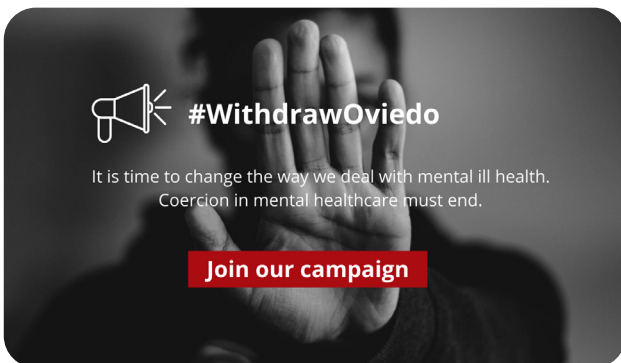 #WithdrawOviedo
It is time to change the way we deal with mental ill health.
Coercion in mental healthcare must end.
Join our campaign